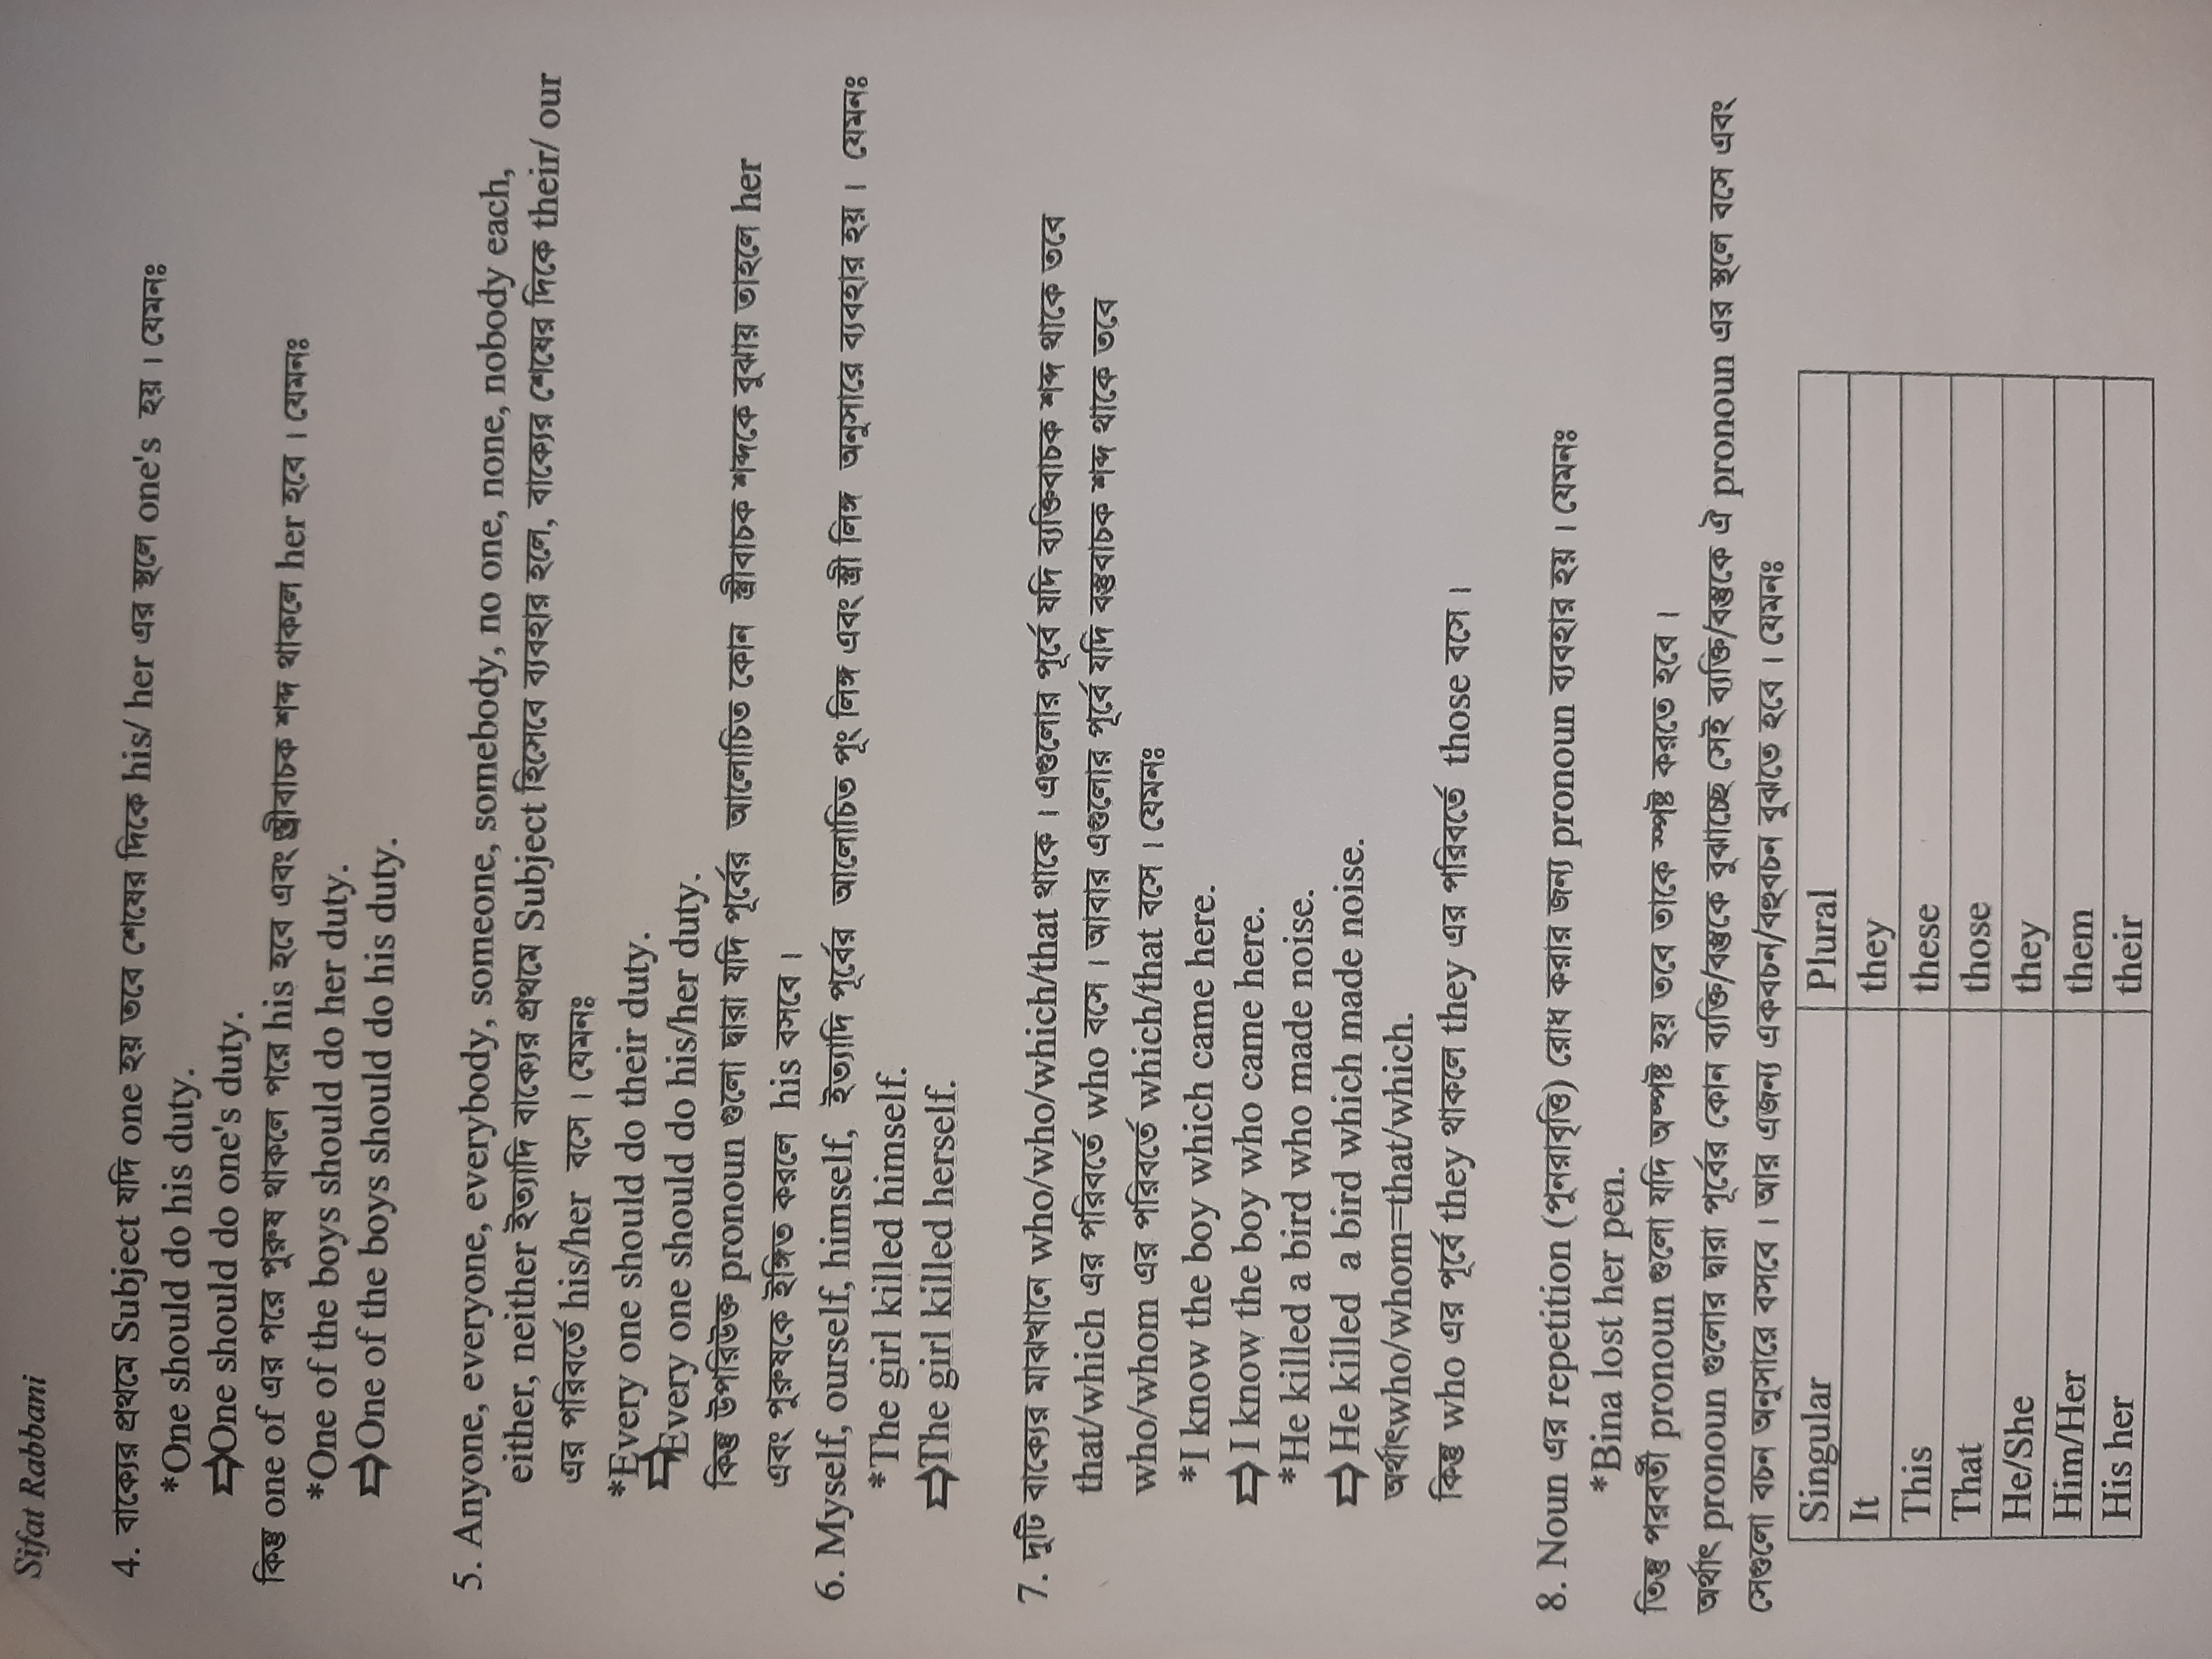 Sifat Rabbani
4. বাক্যের প্রথমে Subject যদি one হয় তবে শেষের দিকে his/ her এর স্থলে one's হয় । যেমনঃ
*One should do his duty.
⇨One should do one's duty.
কিন্তু one of এর পরে পুরুষ থাকলে পরে his হবে এবং স্ত্রীবাচক শব্দ থাকলে her হবে । যেমনঃ
*One of the boys should do her duty.
⇨One of the boys should do his duty.
5. Anyone, everyone, everybody, someone, somebody, no one, none, nobody each,
either, neither ইত্যাদি বাক্যের প্রথমে Subject হিসেবে ব্যবহার হলে, বাক্যের শেষের দিকে their/ our
এর পরিবর্তে his/her বসে । যেমনঃ
*Every one should do their duty.
⇨Every one should do his/her duty.
কিন্তু উপরিউক্ত pronoun গুলো দ্বারা যদি পূর্বের আলোচিত কোন স্ত্রীবাচক শব্দকে বুঝায় তাহলে her
এবং পুরুষকে ইঙ্গিত করলে his বসবে ।
6. Myself, ourself, himself, ইত্যাদি পূর্বের আলোচিত পূং লিঙ্গ এবং স্ত্রী লিঙ্গ অনুসারে ব্যবহার হয় । যেমনঃ
*The girl killed himself.
⇨The girl killed herself.
7. দুটি বাক্যের মাঝখানে who/who/which/that থাকে । এগুলোর পূর্বে যদি ব্যক্তিবাচক শব্দ থাকে তবে
that/which এর পরিবর্তে who বসে । আবার এগুলোর পূর্বে যদি বস্তুবাচক শব্দ থাকে তবে
who/whom এর পরিবর্তে which/that বসে । যেমনঃ
*I know the boy which came here.
⇨ I know the boy who came here.
*He killed a bird who made noise.
⇨ He killed a bird which made noise.
অর্থাৎwho/whom=that/which.
কিন্তু who এর পূর্বে they থাকলে they এর পরিবর্তে those বসে ।
8. Noun এর repetition (পুনরাবৃত্তি) রোধ করার জন্য pronoun ব্যবহার হয় । যেমনঃ
*Bina lost her pen.
তিন্তু পরবর্তী pronoun গুলো যদি অস্পষ্ট হয় তবে তাকে স্পষ্ট করতে হবে ।
অর্থাৎ pronoun গুলোর দ্বারা পূর্বের কোন ব্যক্তি/বস্তুকে বুঝাচ্ছে সেই ব্যক্তি/বস্তুকে ঐ pronoun এর স্থলে বসে এবং
সেগুলো বচন অনুসারে বসবে । আর এজন্য একবচন/বহুবচন বুঝতে হবে । যেমনঃ
Singular Plural
It they
This these
That those
He/She they
Him/Her them
His her their